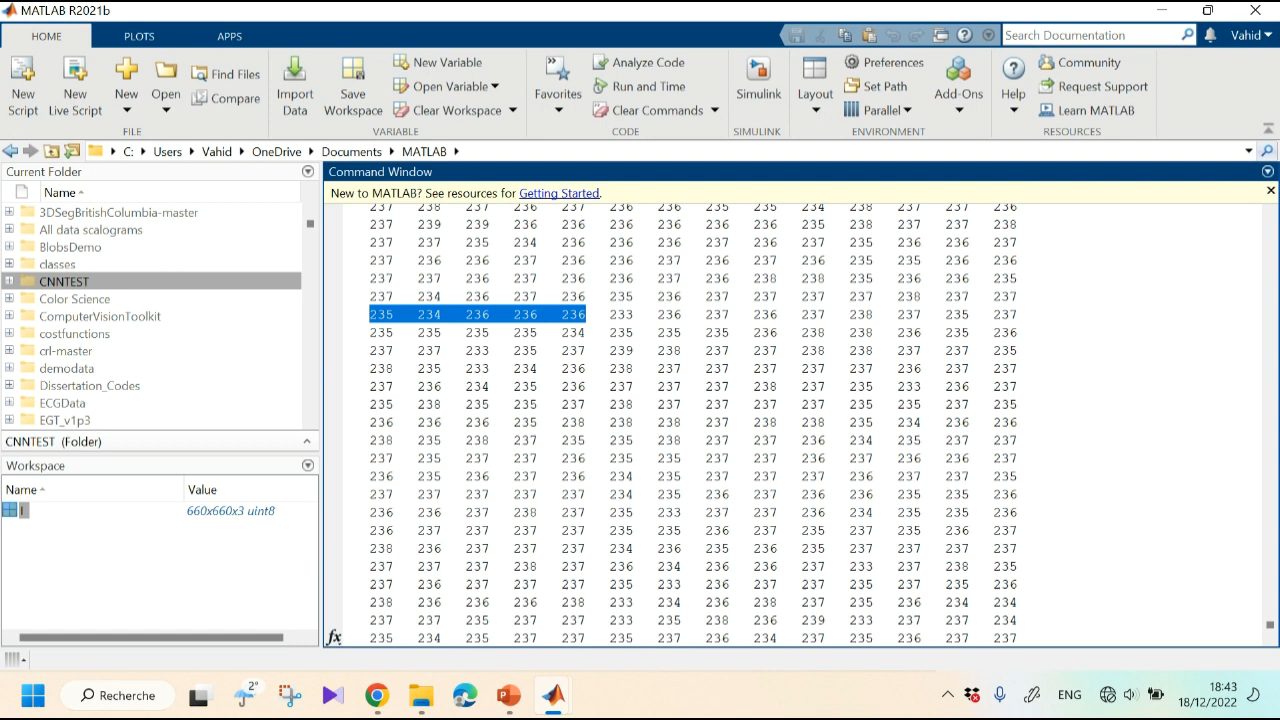 MATLAB R2021b
HOME PLOTS APPS
Search Documentation
Vahid
New Script
New Live Script
New
Open
Find Files
Compare
FILE
Import Data
Save Workspace
New Variable
Open Variable
Clear Workspace
VARIABLE
Favorites
Analyze Code
Run and Time
Clear Commands
CODE
Simulink
SIMULINK
Layout
Preferences
Set Path
Parallel
Add-Ons
ENVIRONMENT
Help
Community
Request Support
Learn MATLAB
RESOURCES
C: Users Vahid OneDrive Documents MATLAB
Current Folder
Name
3DSegBritishColumbia-master
All data scalograms
BlobsDemo
classes
CNNTEST
Color Science
ComputerVisionToolkit
costfunctions
crl-master
demodata
Dissertation_Codes
ECGData
EGT_v1p3
CNNTEST (Folder)
Workspace
Name Value
I 660x660x3 uint8
Command Window
New to MATLAB? See resources for Getting Started.
237 238 237 236 237 236 236 235 235 234 238 237 237 236
237 239 239 236 236 236 236 236 236 235 238 237 237 238
237 237 235 234 236 236 236 237 236 237 235 236 236 237
237 236 236 237 236 236 237 236 237 236 235 235 236 236
237 237 236 237 236 236 237 236 238 238 235 236 236 235
237 234 236 237 236 235 236 237 237 237 237 238 237 237
235 234 236 236 236 233 236 237 236 237 238 237 235 237
235 235 235 235 234 235 235 235 236 238 238 236 235 236
237 237 233 235 237 239 238 237 237 238 238 237 237 235
238 235 233 234 236 238 237 237 237 237 237 236 237 237
237 236 234 235 236 237 237 237 238 237 235 233 236 237
235 238 235 235 237 238 237 237 237 237 235 235 237 235
236 236 236 235 238 238 238 237 238 238 235 234 236 236
238 235 238 237 235 235 238 237 237 236 234 235 237 237
237 235 237 237 236 235 235 237 237 236 237 236 236 237
236 235 236 237 236 234 235 237 237 237 236 237 237 235
237 237 237 237 237 234 235 236 237 236 236 235 235 236
236 236 237 238 237 235 233 237 237 236 234 235 235 236
236 237 237 237 237 235 235 236 237 235 237 235 236 237
238 236 237 237 237 234 236 235 236 235 237 237 237 237
237 237 237 238 237 236 234 236 237 237 233 237 238 235
237 236 237 237 236 235 233 236 236 237 235 237 235 236
238 236 236 236 238 233 234 236 238 237 235 236 234 234
237 237 235 237 237 233 235 238 236 239 233 237 237 234
235 234 235 237 237 235 237 236 234 237 235 236 237 237
fx
Recherche
2°
ENG
18:43
18/12/2022